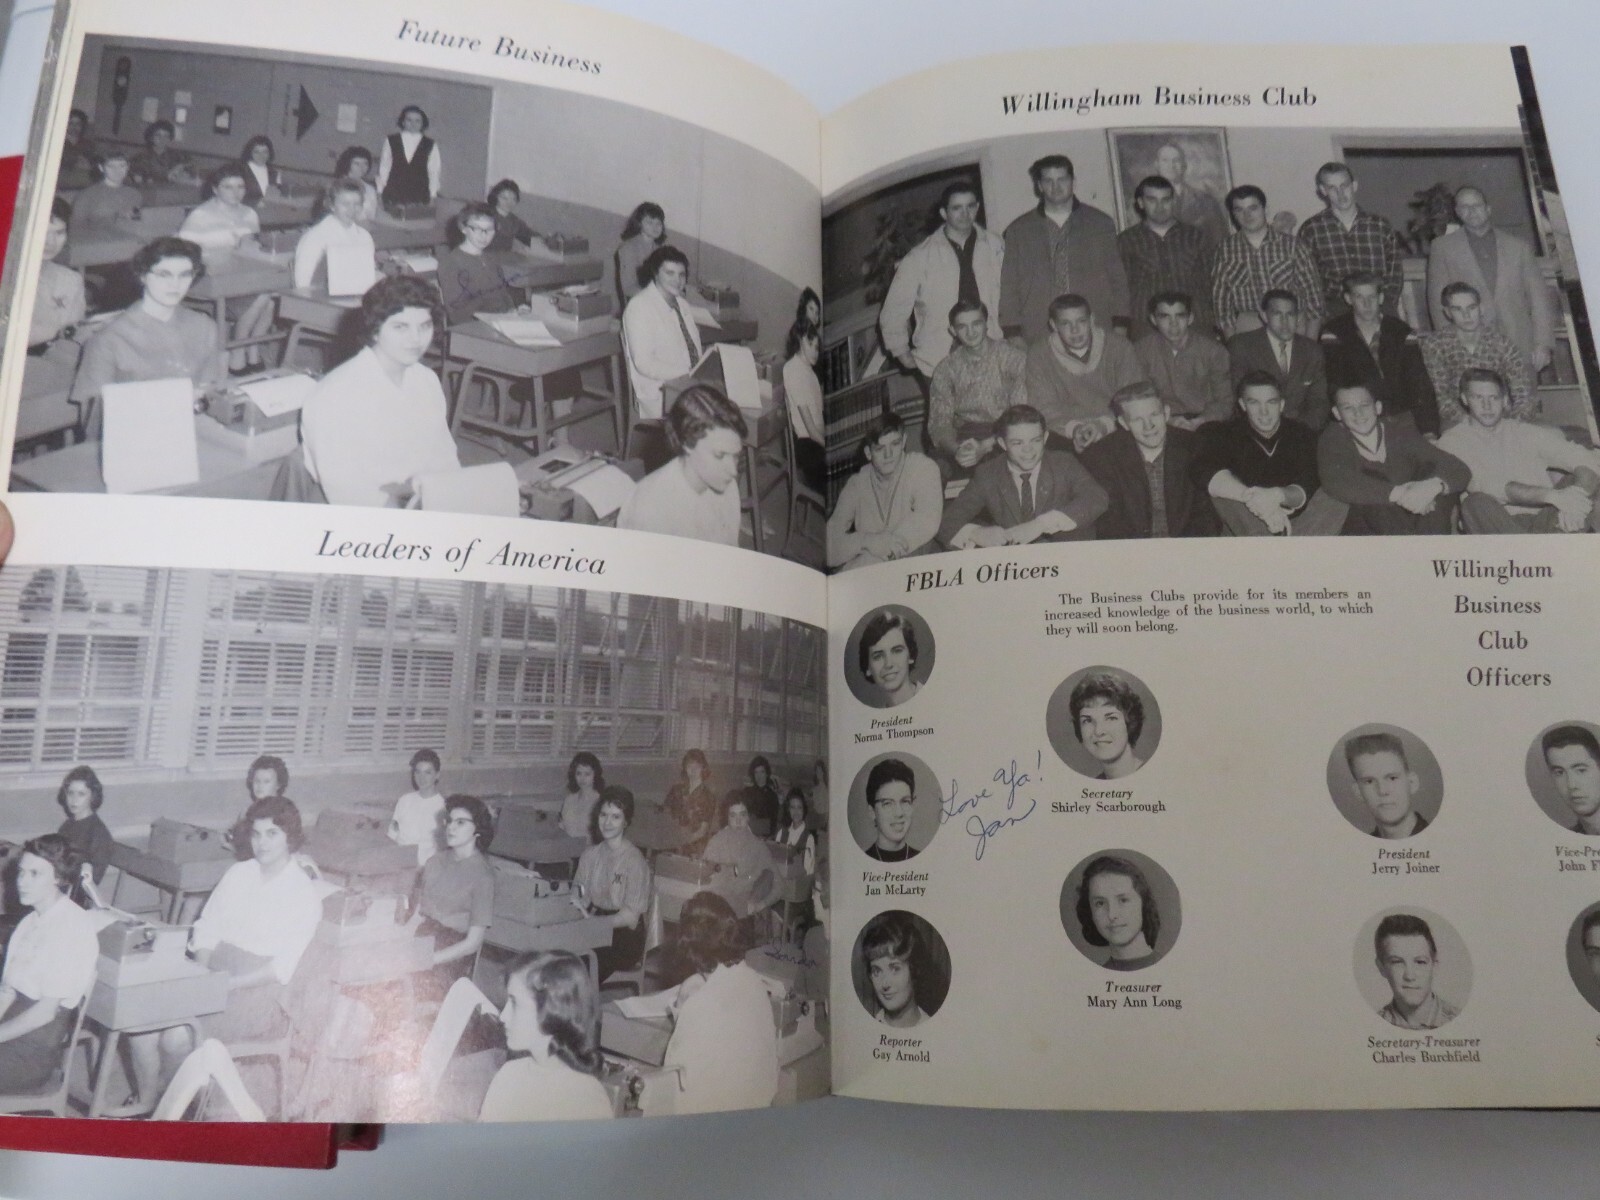 Future Business
Leaders of America
Willingham Business Club
FBLA Officers
The Business Clubs provide for its members an
increased knowledge of the business world, to which
they will soon belong.
President
Norma Thompson
Vice-President
Jan McLarty
Love Ya!
Jan
Reporter
Gay Arnold
Secretary
Shirley Scarborough
Treasurer
Mary Ann Long
Willingham
Business
Club
Officers
President
Jerry Joiner
Vice-Pre
John F
Secretary-Treasurer
Charles Burchfield
S